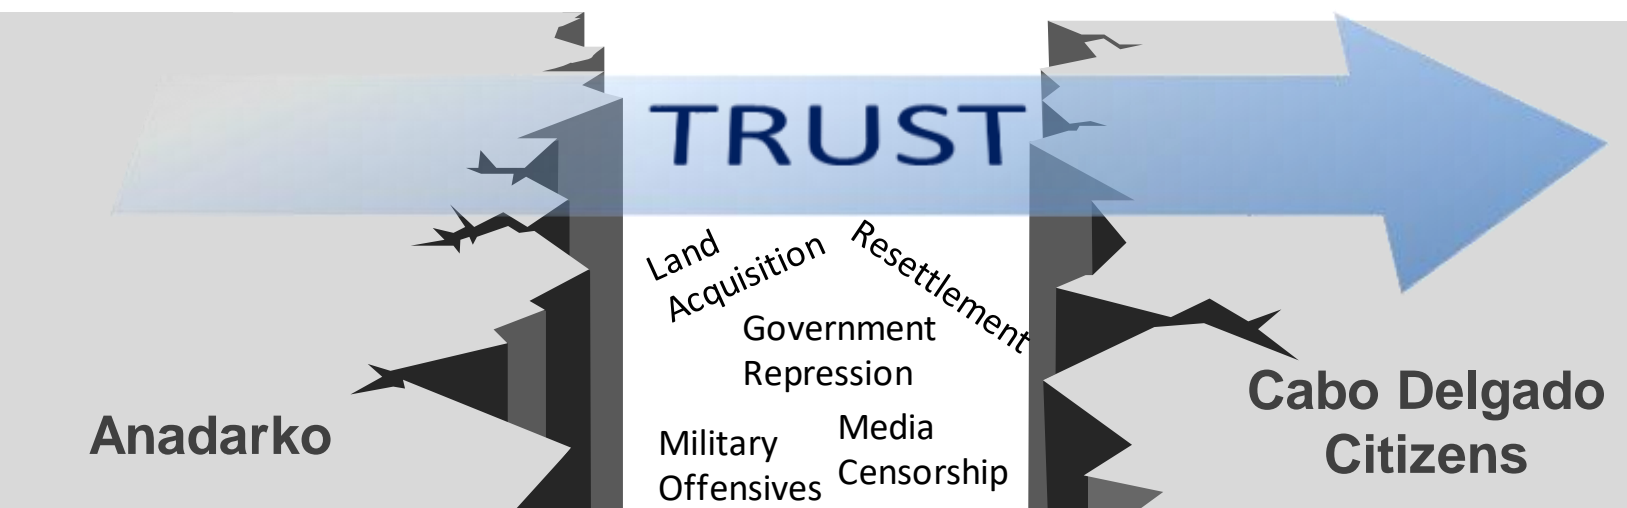 TRUST
Land
Acquisition
Resettlement
Government
Repression
Military
Offensives
Media
Censorship
Anadarko
Cabo Delgado
Citizens